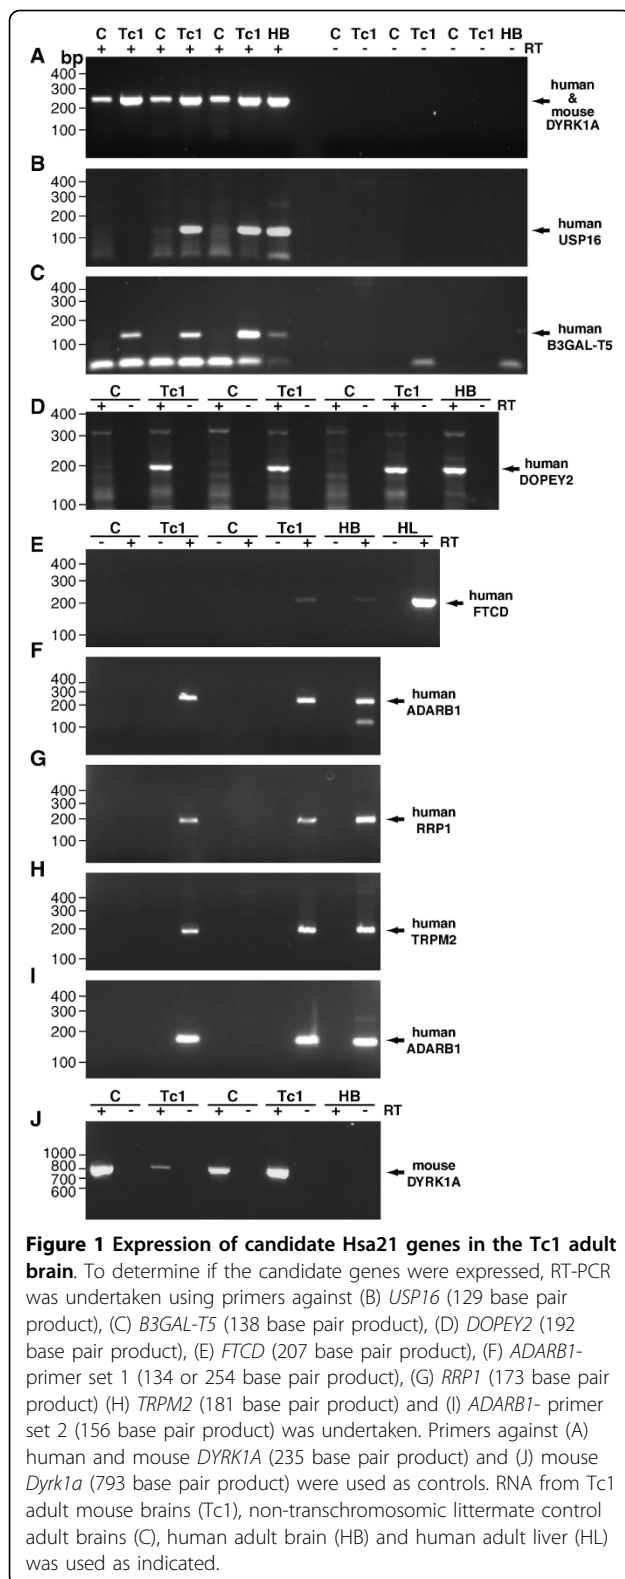 C Tc1 C Tc1 C Tc1 HB C Tc1 C Tc1 C Tc1 HB
+ + + + + + + - - - - - - - RT
A bp
400
300
200
100
human
&
mouse
DYRK1A
B
400
300
200
100
human
USP16
C
400
300
200
100
human
B3GAL-T5
C Tc1 C Tc1 C Tc1 HB
D + - + - + - + - + - + - + - RT
400
300
200
100
human
DOPEY2
C Tc1 C Tc1 HB HL
E - + - + - + - + - + - + RT
400
300
200
100
human
FTCD
F
400
300
200
100
human
ADARB1
G
400
300
200
100
human
RRP1
H
400
300
200
100
human
TRPM2
I
400
300
200
100
human
ADARB1
C Tc1 C Tc1 HB
+ - + - + - + - + - RT
J
1000
800
700
600
mouse
DYRK1A
Figure 1 Expression of candidate Hsa21 genes in the Tc1 adult
brain. To determine if the candidate genes were expressed, RT-PCR
was undertaken using primers against (B) USP16 (129 base pair
product), (C) B3GAL-T5 (138 base pair product), (D) DOPEY2 (192
base pair product), (E) FTCD (207 base pair product), (F) ADARB1-
primer set 1 (134 or 254 base pair product), (G) RRP1 (173 base pair
product) (H) TRPM2 (181 base pair product) and (I) ADARB1- primer
set 2 (156 base pair product) was undertaken. Primers against (A)
human and mouse DYRK1A (235 base pair product) and (J) mouse
Dyrk1a (793 base pair product) were used as controls. RNA from Tc1
adult mouse brains (Tc1), non-transchromosomic littermate control
adult brains (C), human adult brain (HB) and human adult liver (HL)
was used as indicated.